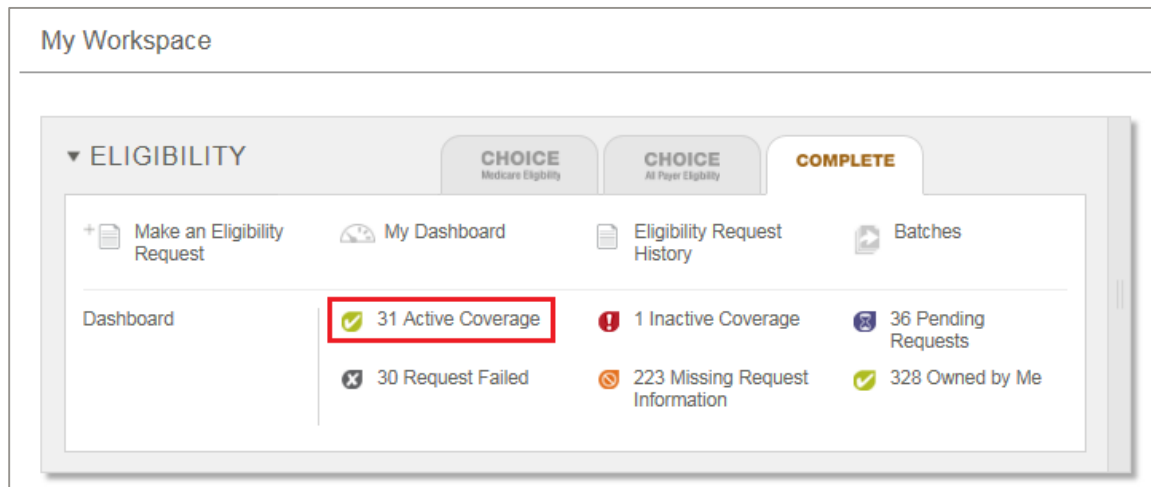 My Workspace
ELIGIBILITY
CHOICE
Medicare Eligibility
CHOICE
All Payer Eligibility
COMPLETE
Make an Eligibility
Request
My Dashboard
Eligibility Request
History
Batches
Dashboard
31 Active Coverage
1 Inactive Coverage
36 Pending
Requests
30 Request Failed
223 Missing Request
Information
328 Owned by Me